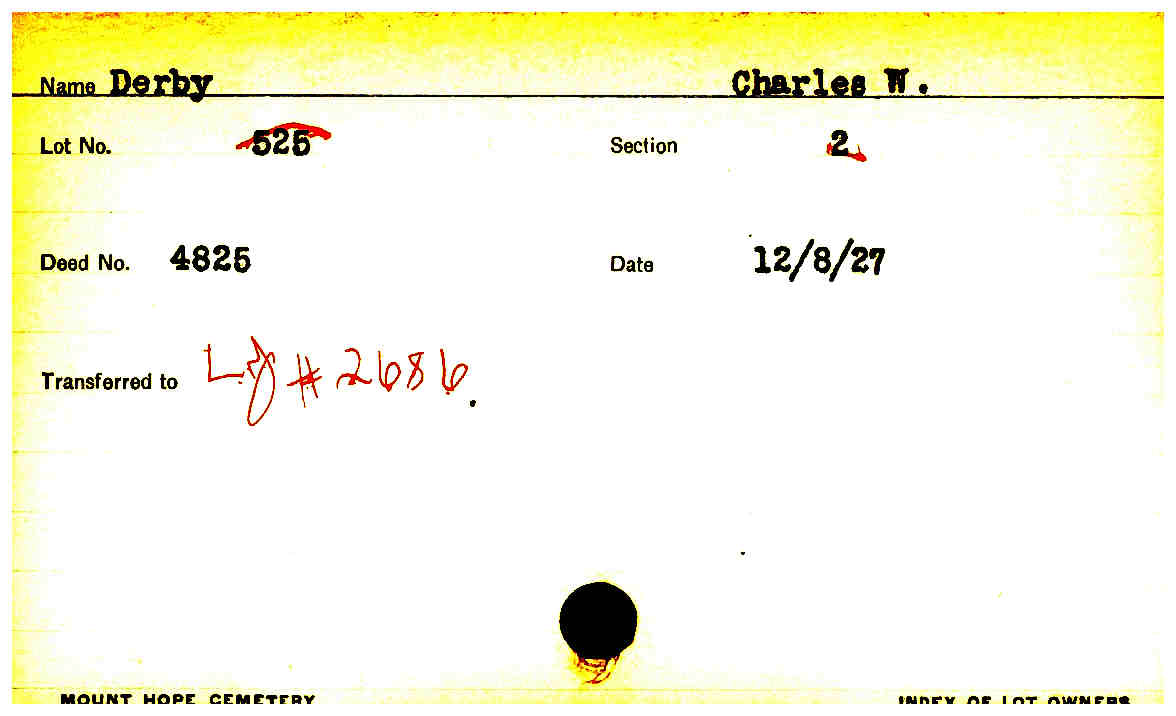 Name Derby Charles W.
Lot No. 525 Section 2
Deed No. 4825 Date 12/8/27
Transferred to # 2686
MOUNT HOPE CEMETERY INDEX OF LOT OWNERS